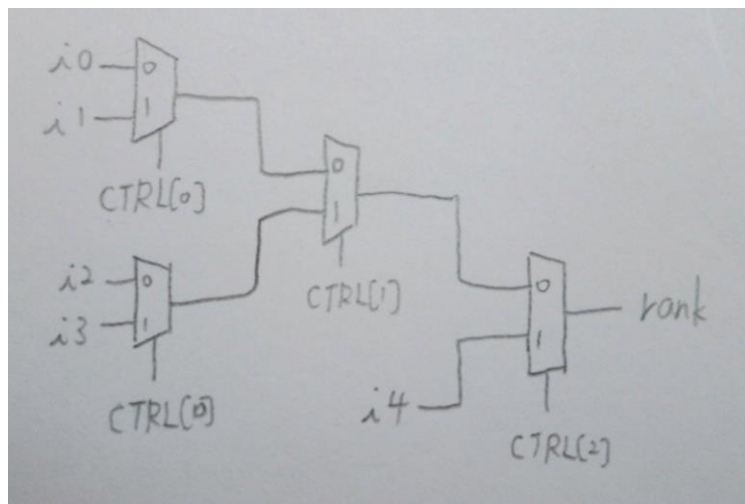 i0
0
i1
1
CTRL[0]
0
1
CTRL[1]
i2
0
i3
1
CTRL[0]
0
1
rank
i4
CTRL[2]